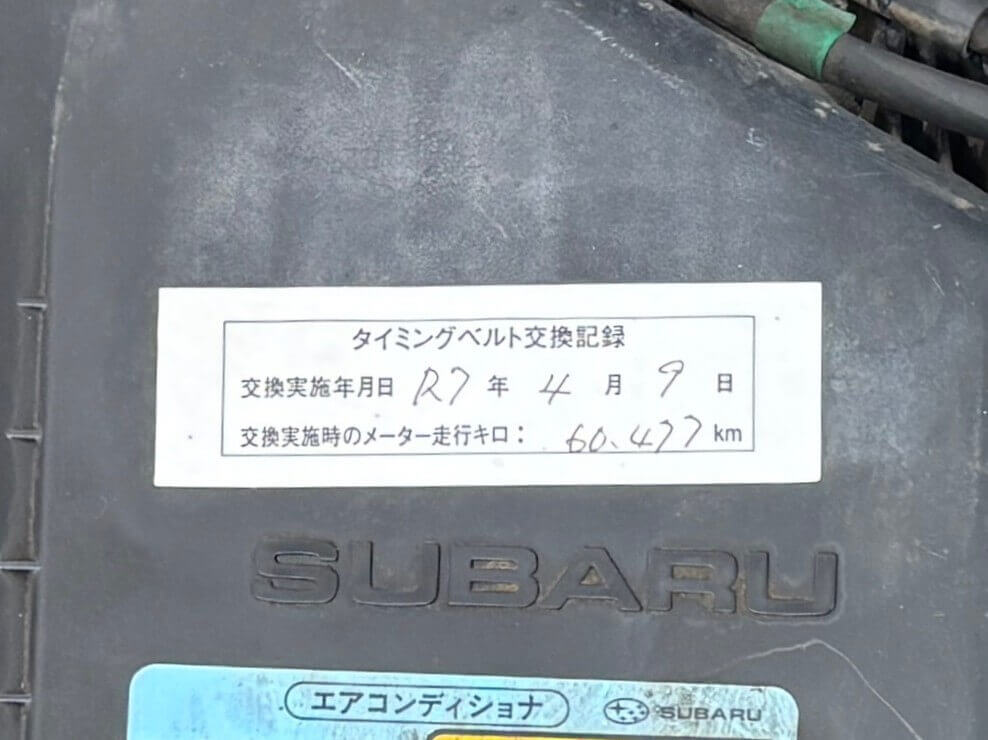 タイミングベルト交換記録
交換実施年月日 R7 年 4 月 9 日
交換実施時のメーター走行キロ： 60.477 km
SUBARU
エアコンディショナ SUBARU